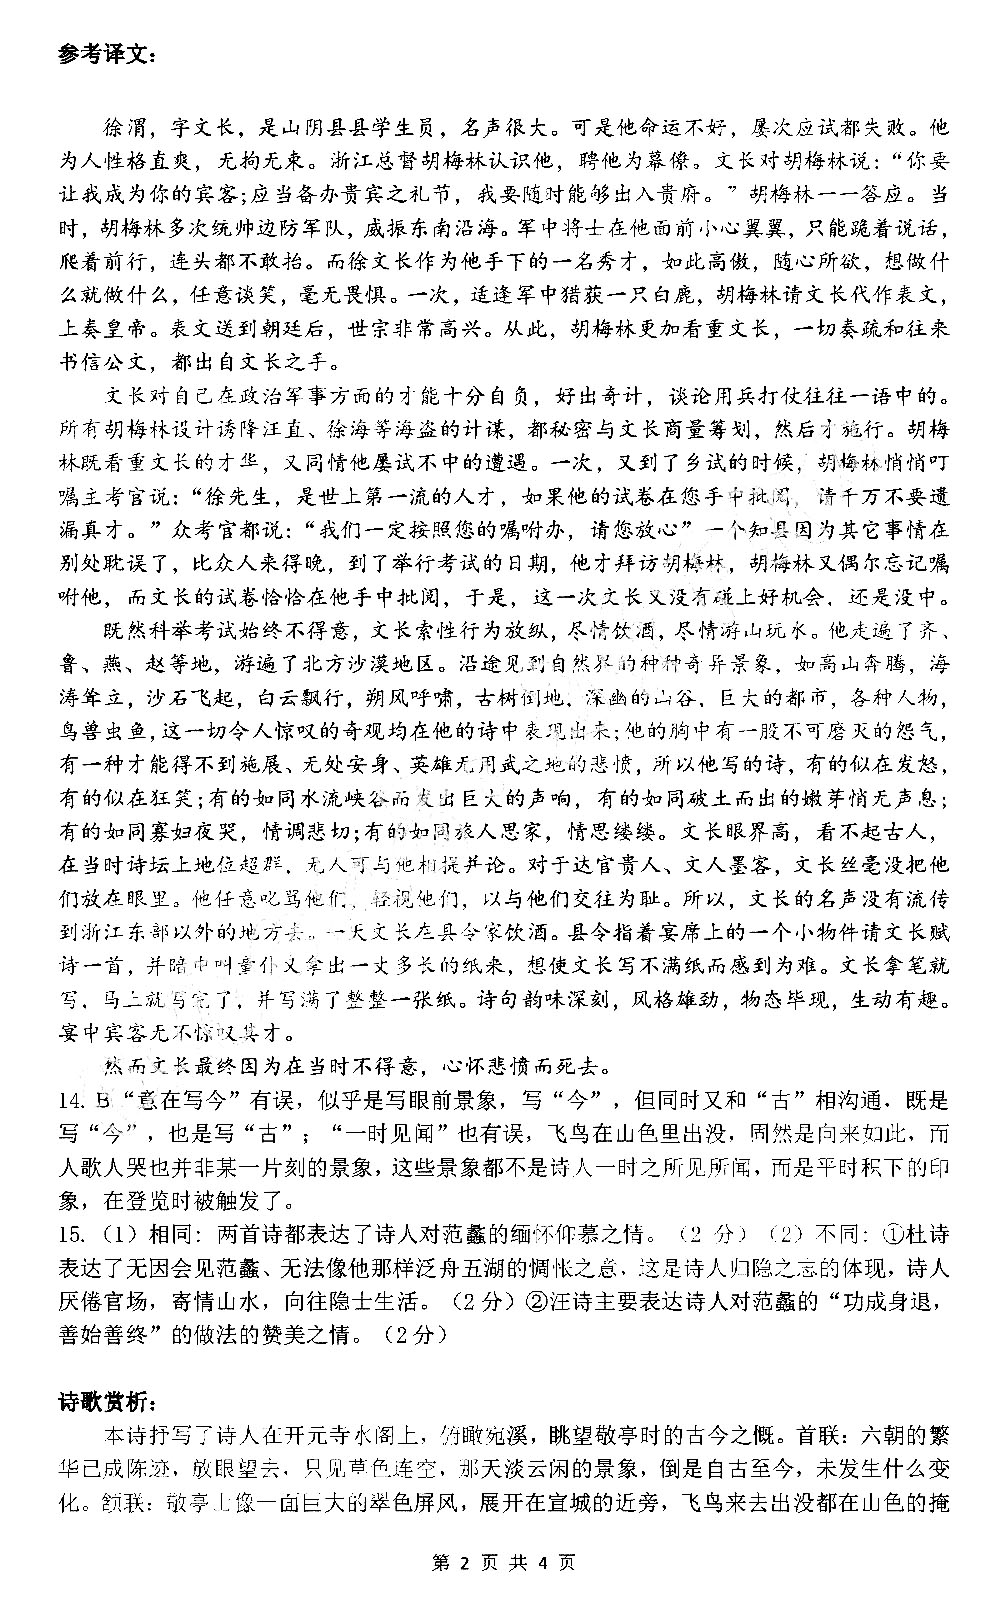 参考译文：
徐渭，字文长，是山阴县县学生员，名声很大。可是他命运不好，屡次应试都失败。他
为人性格直爽，无拘无束。浙江总督胡梅林认识他，聘他为幕僚。文长对胡梅林说：“你要
让我成为你的宾客；应当备办贵宾之礼节，我要随时能够出入贵府。”胡梅林一一答应。当
时，胡梅林多次统帅边防军队，威振东南沿海。军中将士在他面前小心翼翼，只能跪着说话，
爬着前行，连头都不敢抬。而徐文长作为他手下的一名秀才，如此高傲，随心所欲，想做什
么就做什么，任意谈笑，毫无畏惧。一次，适逢军中猎获一只白鹿，胡梅林请文长代作表文，
上奏皇帝。表文送到朝廷后，世宗非常高兴。从此，胡梅林更加看重文长，一切奏疏和往来
书信公文，都出自文长之手。
文长对自己在政治军事方面的才能十分自负，好出奇计，谈论用兵打仗往往一语中的。
所有胡梅林设计诱降汪直、徐海等海盗的计谋，都秘密与文长商量筹划，然后才施行。胡梅
林既看重文长的才华，又同情他屡试不中的遭遇。一次，又到了乡试的时候，胡梅林悄悄叮
嘱主考官说：“徐先生，是世上第一流的人才，如果他的试卷在您手中批阅，请千万不要遗
漏真才。”众考官都说：“我们一定按照您的嘱咐办，请您放心”一个知县因为其它事情在
别处耽误了，比众人来得晚，到了举行考试的日期，他才拜访胡梅林，胡梅林又偶尔忘记嘱
咐他，而文长的试卷恰恰在他手中批阅，于是，这一次文长又没有碰上好机会，还是没中。
既然科举考试始终不得意，文长索性行为放纵，尽情饮酒，尽情游山玩水。他走遍了齐、
鲁、燕、赵等地，游遍了北方沙漠地区。沿途见到自然界的种种奇异景象，如高山奔腾，海
涛耸立，沙石飞起，白云飘行，朔风呼啸，古树倒地，深幽的山谷，巨大的都市，各种人物，
鸟兽虫鱼，这一切令人惊叹的奇观均在他的诗中表现出来；他的胸中有一股不可磨灭的怨气，
有一种才能得不到施展、无处安身、英雄无用武之地的悲愤，所以他写的诗，有的似在发怒，
有的似在狂笑；有的如同水流峡谷而发出巨大的声响，有的如同破土而出的嫩芽悄无声息；
有的如同寡妇夜哭，情调悲切；有的如同旅人思家，情思缕缕。文长眼界高，看不起古人，
在当时诗坛上地位超群，无人可与他相提并论。对于达官贵人、文人墨客，文长丝毫没把他
们放在眼里。他任意叱骂他们，轻视他们，以与他们交往为耻。所以，文长的名声没有流传
到浙江东部以外的地方去。一天文长在县令家饮酒。县令指着宴席上的一个小物件请文长赋
诗一首，并暗中叫童仆又拿出一丈多长的纸来，想使文长写不满纸而感到为难。文长拿笔就
写，马上就写完了，并写满了整整一张纸。诗句韵味深刻，风格雄劲，物态毕现，生动有趣。
宴中宾客无不惊叹其才。
然而文长最终因为在当时不得意，心怀悲愤而死去。
14. B“意在写今”有误，似乎是写眼前景象，写“今”，但同时又和“古”相沟通，既是
写“今”，也是写“古”；“一时见闻”也有误，飞鸟在山色里出没，固然是向来如此，而
人歌人哭也并非某一片刻的景象，这些景象都不是诗人一时之所见所闻，而是平时积下的印
象，在登览时被触发了。
15.（1）相同：两首诗都表达了诗人对范蠡的缅怀仰慕之情。（2 分）（2）不同：①杜诗
表达了无因会见范蠡、无法像他那样泛舟五湖的惆怅之意，这是诗人归隐之志的体现，诗人
厌倦官场，寄情山水，向往隐士生活。（2分）②汪诗主要表达诗人对范蠡的“功成身退，
善始善终”的做法的赞美之情。（2分）
诗歌赏析：
本诗抒写了诗人在开元寺水阁上，俯瞰宛溪，眺望敬亭时的古今之慨。首联：六朝的繁
华已成陈迹，放眼望去，只见草色连空，那天淡云闲的景象，倒是自古至今，未发生什么变
化。颔联：敬亭山像一面巨大的翠色屏风，展开在宣城的近旁，飞鸟来去出没都在山色的掩
第 2 页 共 4 页